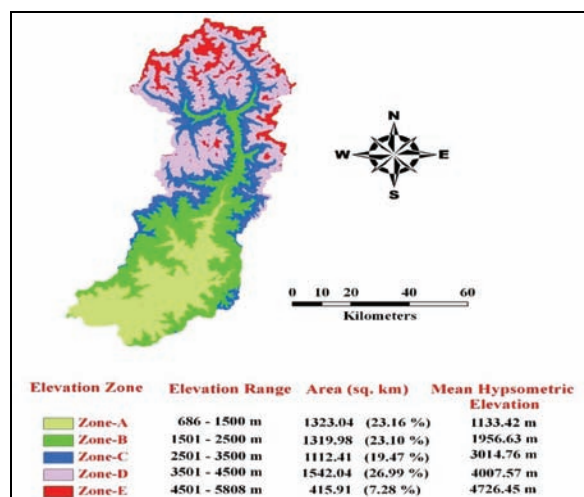 N
W E
S
0 10 20 40 60
Kilometers
Elevation Zone Elevation Range Area (sq. km) Mean Hypsometric
Elevation
Zone-A 686 - 1500 m 1323.04 (23.16 %) 1133.42 m
Zone-B 1501 - 2500 m 1319.98 (23.10 %) 1956.63 m
Zone-C 2501 - 3500 m 1112.41 (19.47 %) 3014.76 m
Zone-D 3501 - 4500 m 1542.04 (26.99 %) 4007.57 m
Zone-E 4501 - 5808 m 415.91 (7.28 %) 4726.45 m